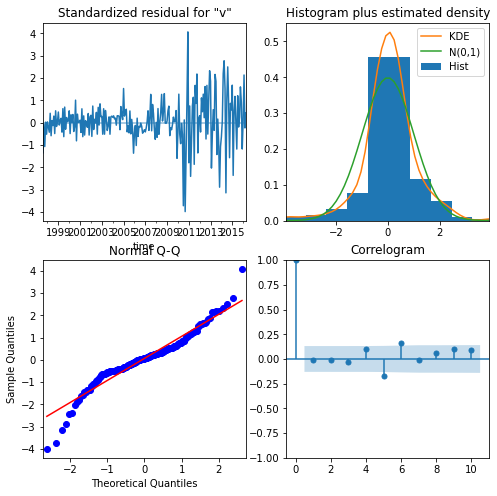 Standardized residual for "v"
4
3
2
1
0
−1
−2
−3
−4
1999 2001 2003 2005 2007 2009 2011 2013 2015
time
Histogram plus estimated density
KDE
N(0,1)
Hist
0.5
0.4
0.3
0.2
0.1
0.0
−2 0 2
Normal Q-Q
Sample Quantiles
4
3
2
1
0
−1
−2
−3
−4
−2 −1 0 1 2
Theoretical Quantiles
Correlogram
1.00
0.75
0.50
0.25
0.00
−0.25
−0.50
−0.75
−1.00
0 2 4 6 8 10